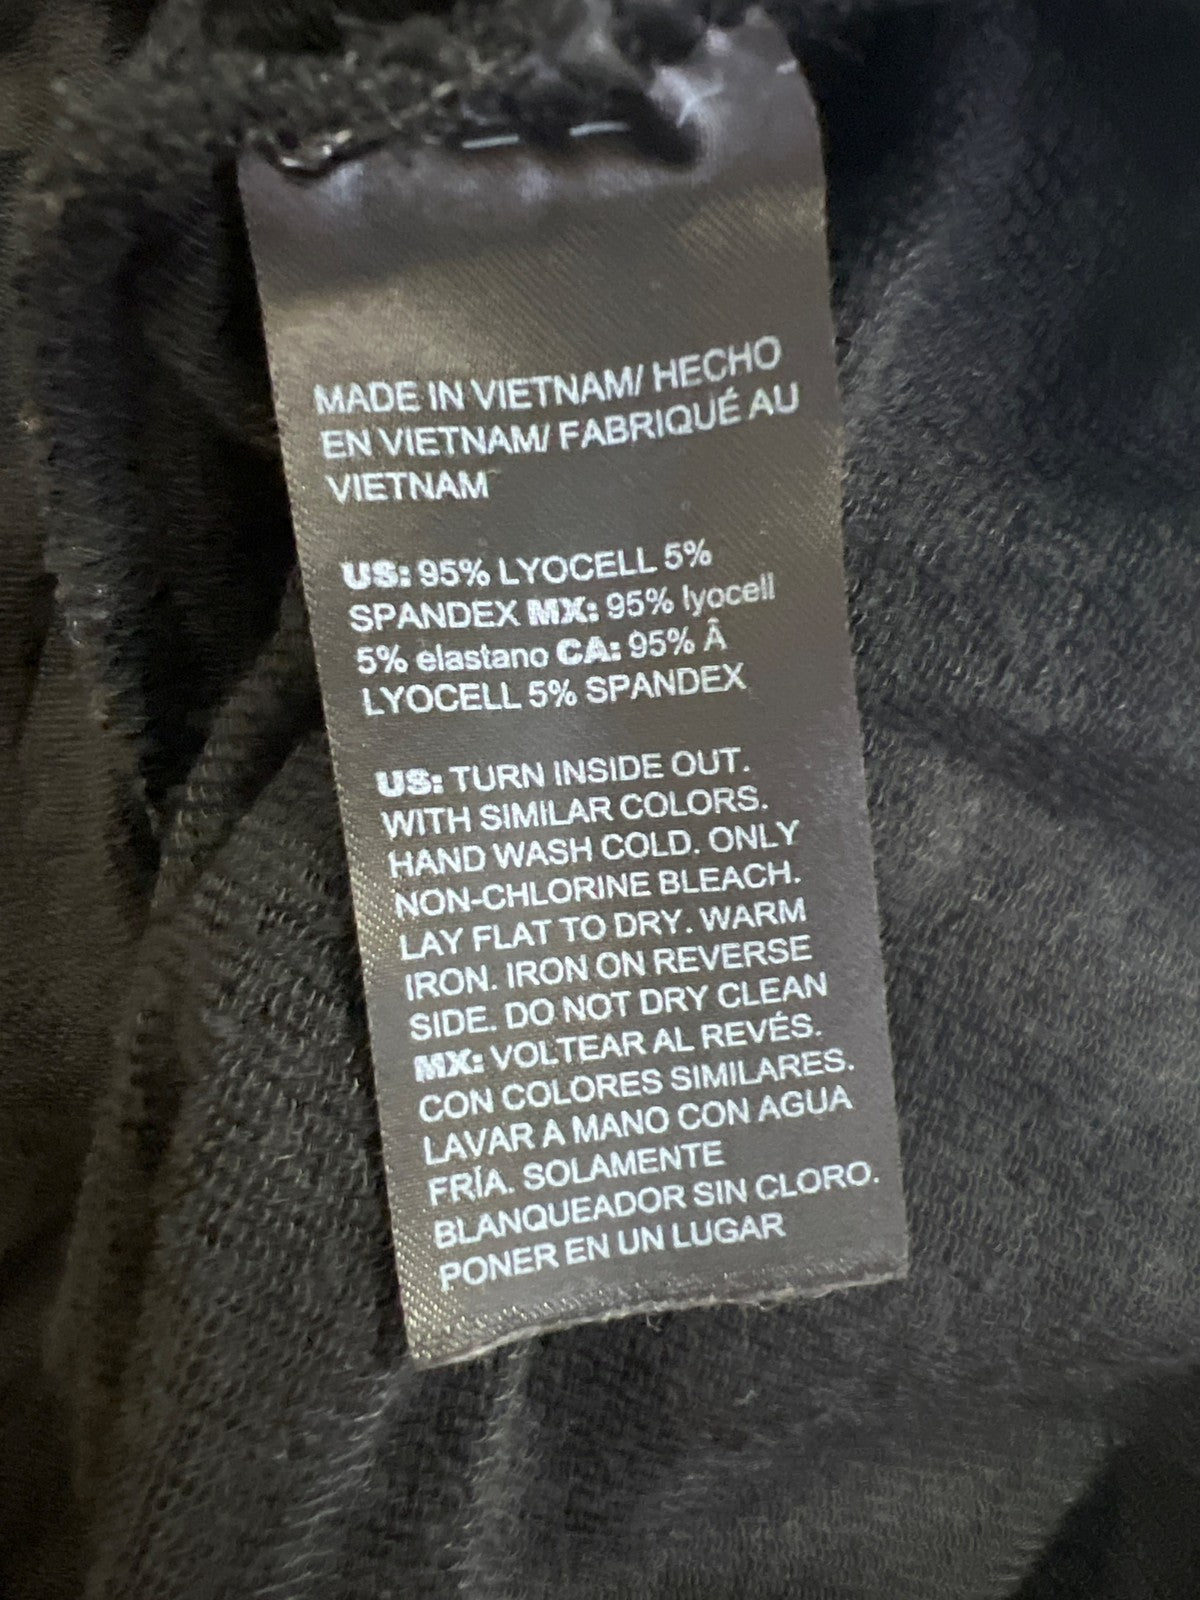 MADE IN VIETNAM/ HECHO
EN VIETNAM/ FABRIQUÉ AU
VIETNAM
US: 95% LYOCELL 5%
SPANDEX MX: 95% lyocell
5% elastano CA: 95% Â
LYOCELL 5% SPANDEX
US: TURN INSIDE OUT.
WITH SIMILAR COLORS.
HAND WASH COLD. ONLY
NON-CHLORINE BLEACH.
LAY FLAT TO DRY. WARM
IRON. IRON ON REVERSE
SIDE. DO NOT DRY CLEAN
MX: VOLTEAR AL REVÉS.
CON COLORES SIMILARES.
LAVAR A MANO CON AGUA
FRÍA. SOLAMENTE
BLANQUEADOR SIN CLORO.
PONER EN UN LUGAR